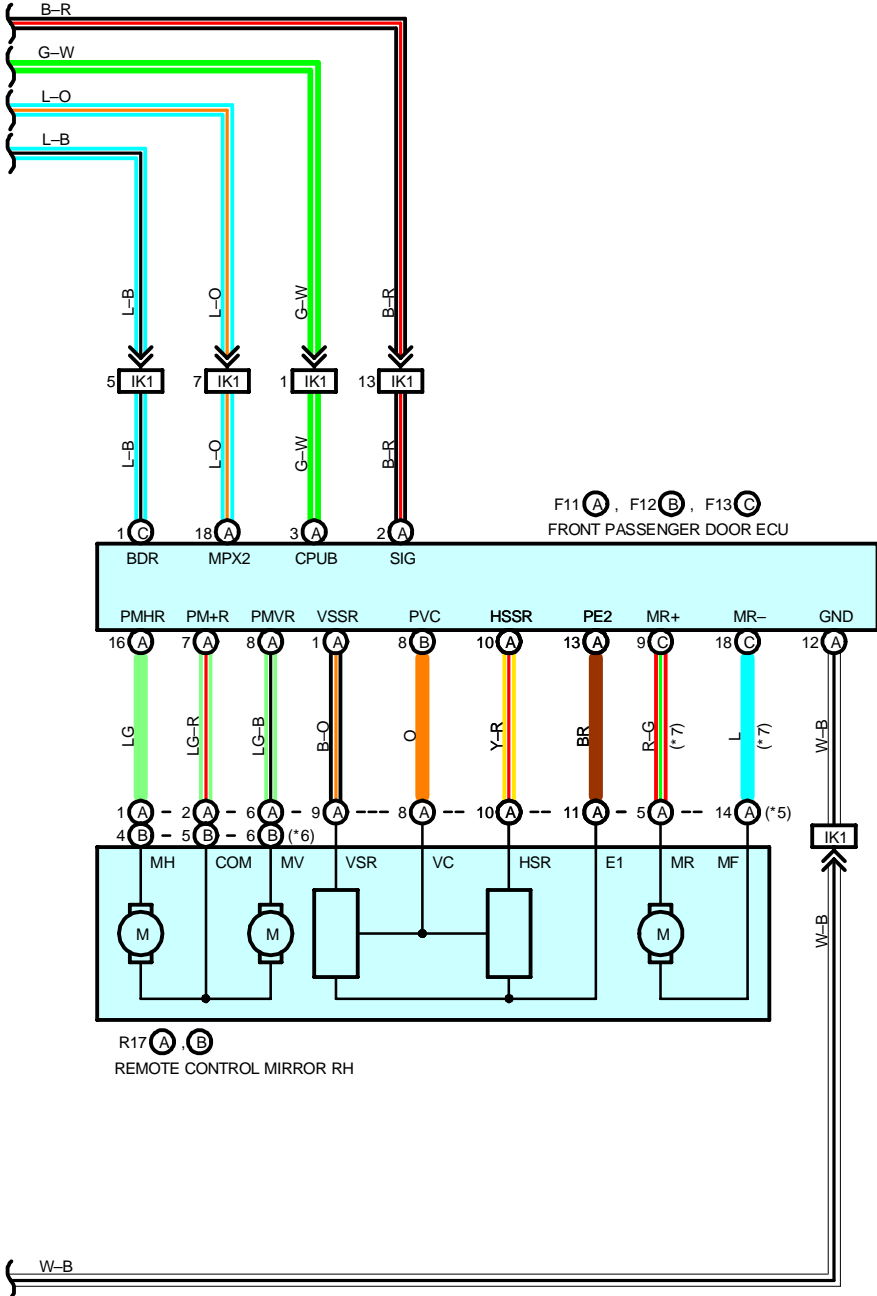 B–R
G–W
L–O
L–B
L–B L–O G–W B–R
5 IK1 7 IK1 1 IK1 13 IK1
L–B L–O G–W B–R
F11 A , F12 B , F13 C
FRONT PASSENGER DOOR ECU
1 C 18 A 3 A 2 A
BDR MPX2 CPUB SIG
PMHR PM+R PMVR VSSR PVC HSSR PE2 MR+ MR– GND
16 A 7 A 8 A 1 A 8 B 10 A 13 A 9 C 18 C 12 A
LG LG–R LG–B B–O O Y–R BR R–G (*7) L (*7) W–B
1 A – 2 A – 6 A – 9 A ––– 8 A –– 10 A –– 11 A – 5 A –– 14 A (*5)
4 B – 5 B – 6 B (*6)
IK1
MH COM MV VSR VC HSR E1 MR MF
M M M
W–B
R17 A , B
REMOTE CONTROL MIRROR RH
W–B